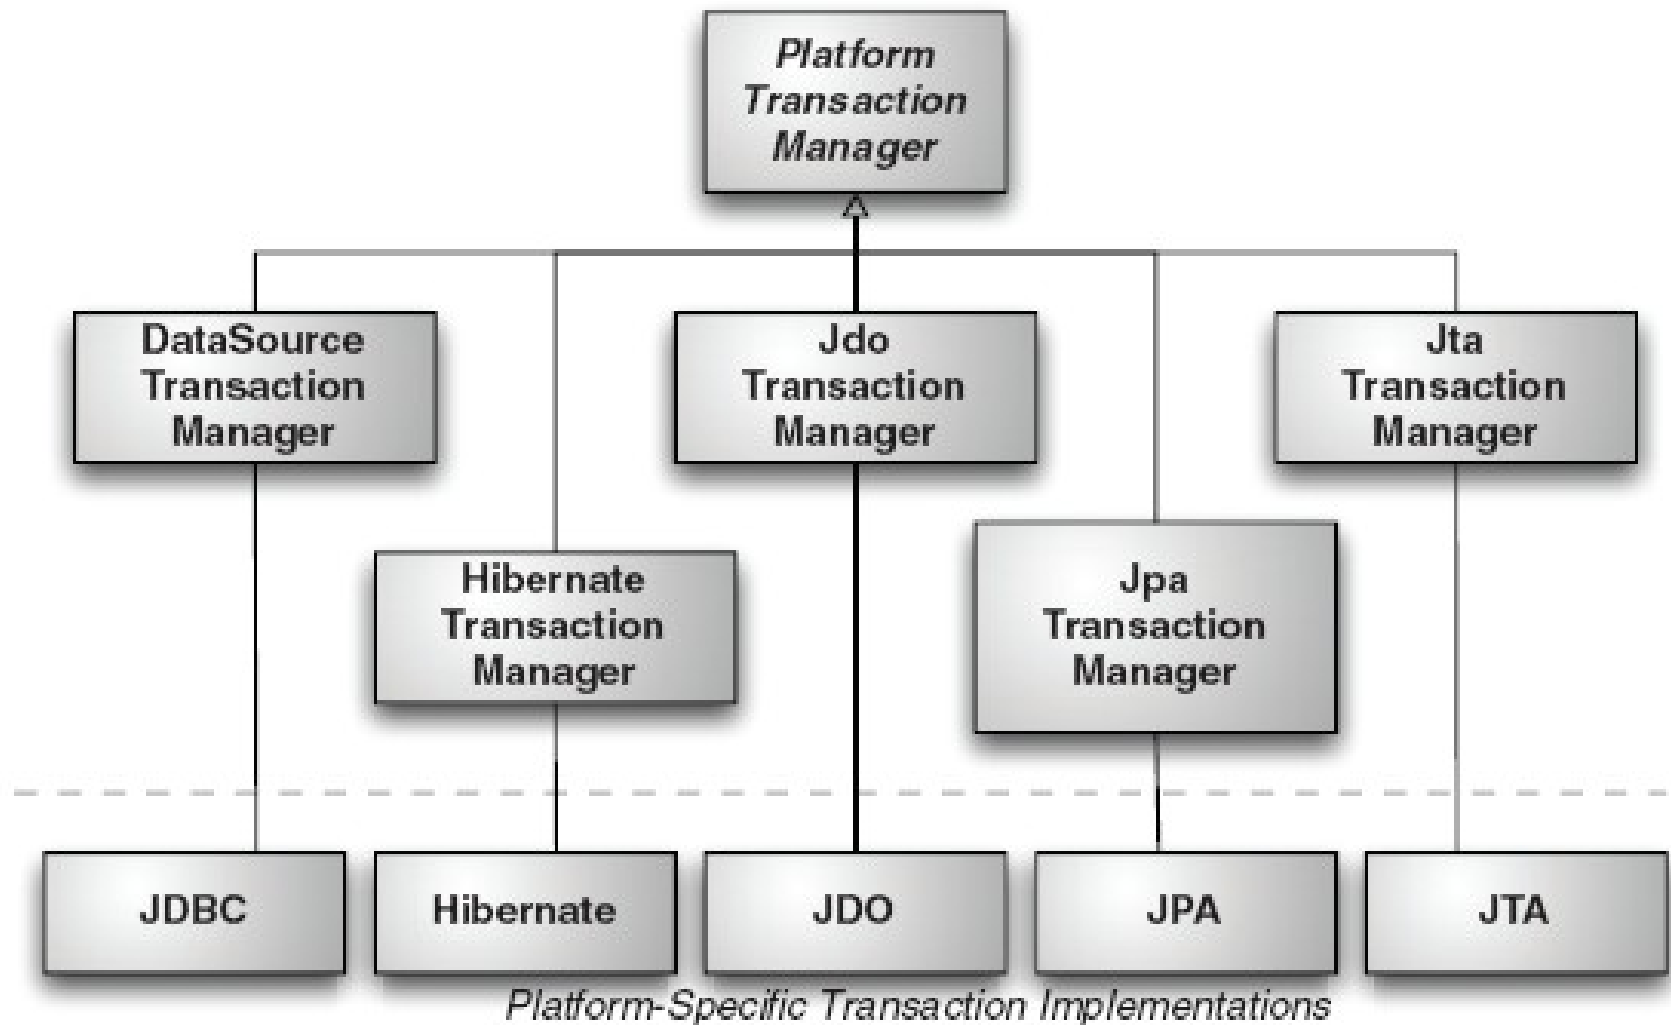 Platform
Transaction
Manager
DataSource
Transaction
Manager
Jdo
Transaction
Manager
Jta
Transaction
Manager
Hibernate
Transaction
Manager
Jpa
Transaction
Manager
JDBC
Hibernate
JDO
JPA
JTA
Platform-Specific Transaction Implementations